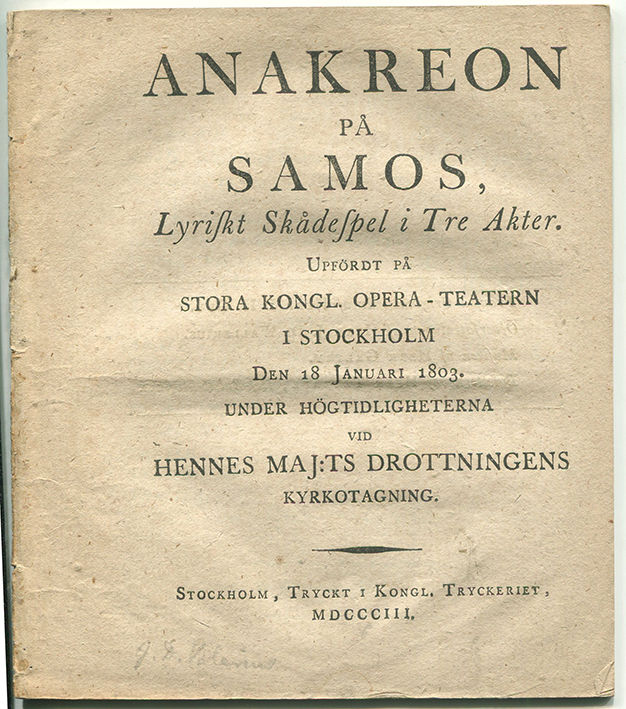 ANAKREON
PÅ
SAMOS,
Lyriſkt Skådeſpel i Tre Akter.
UPFÖRDT PÅ
STORA KONGL. OPERA-TEATERN
I STOCKHOLM
DEN 18 JANUARI 1803.
UNDER HÖGTIDLIGHETERNA
VID
HENNES MAJ:TS DROTTNINGENS
KYRKOTAGNING.
STOCKHOLM, TRYCKT I KONGL. TRYCKERIET,
MDCCCIII.